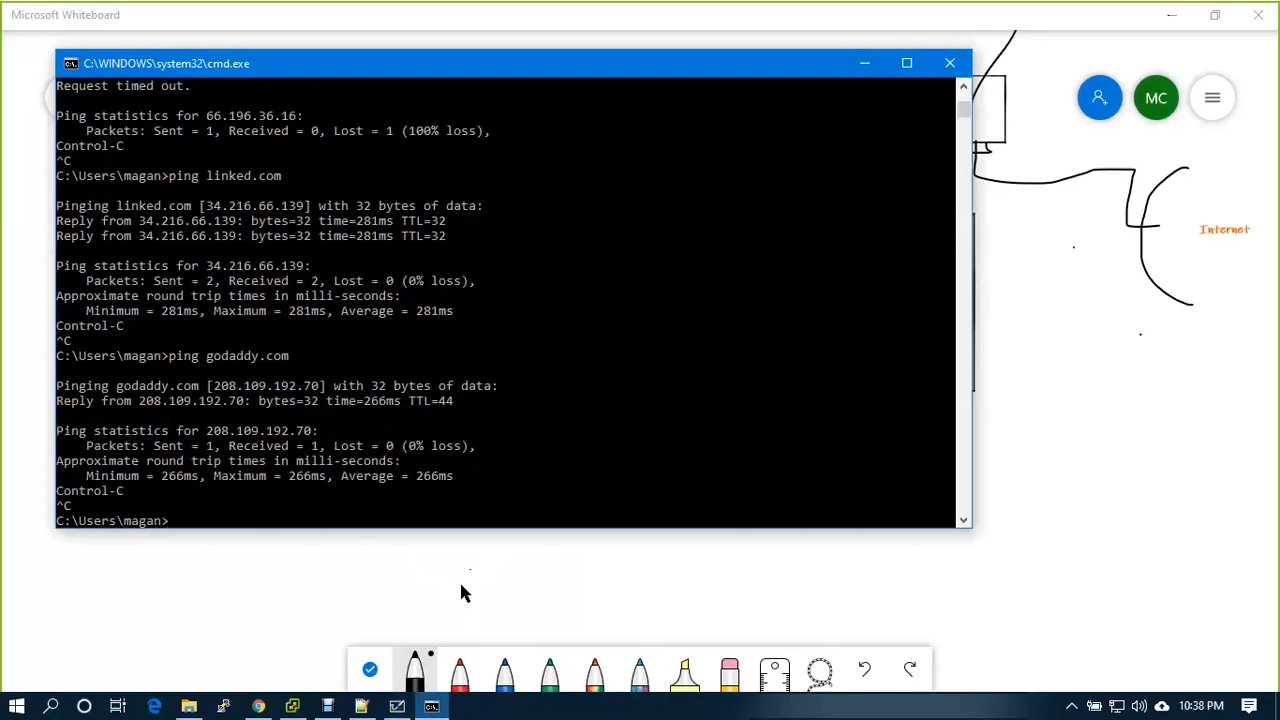 Microsoft Whiteboard
C:\WINDOWS\system32\cmd.exe
Request timed out.
Ping statistics for 66.196.36.16:
Packets: Sent = 1, Received = 0, Lost = 1 (100% loss),
Control-C
^C
C:\Users\magan>ping linked.com
Pinging linked.com [34.216.66.139] with 32 bytes of data:
Reply from 34.216.66.139: bytes=32 time=281ms TTL=32
Reply from 34.216.66.139: bytes=32 time=281ms TTL=32
Ping statistics for 34.216.66.139:
Packets: Sent = 2, Received = 2, Lost = 0 (0% loss),
Approximate round trip times in milli-seconds:
Minimum = 281ms, Maximum = 281ms, Average = 281ms
Control-C
^C
C:\Users\magan>ping godaddy.com
Pinging godaddy.com [208.109.192.70] with 32 bytes of data:
Reply from 208.109.192.70: bytes=32 time=266ms TTL=44
Ping statistics for 208.109.192.70:
Packets: Sent = 1, Received = 1, Lost = 0 (0% loss),
Approximate round trip times in milli-seconds:
Minimum = 266ms, Maximum = 266ms, Average = 266ms
Control-C
^C
C:\Users\magan>
MC
Internet
10:38 PM